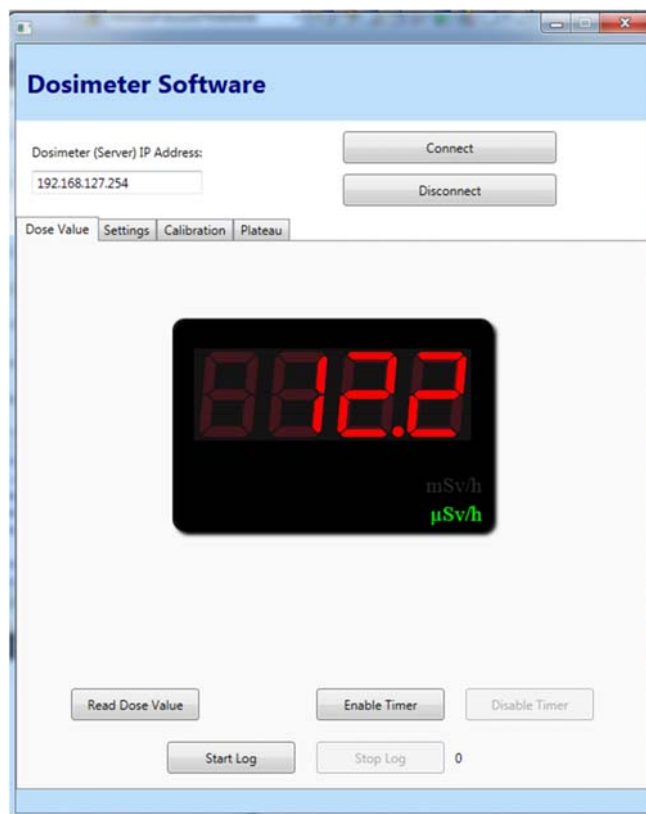 Dosimeter Software
Dosimeter (Server) IP Address:
192.168.127.254
Connect
Disconnect
Dose Value Settings Calibration Plateau
12.2
mSv/h
µSv/h
Read Dose Value Enable Timer Disable Timer
Start Log Stop Log 0